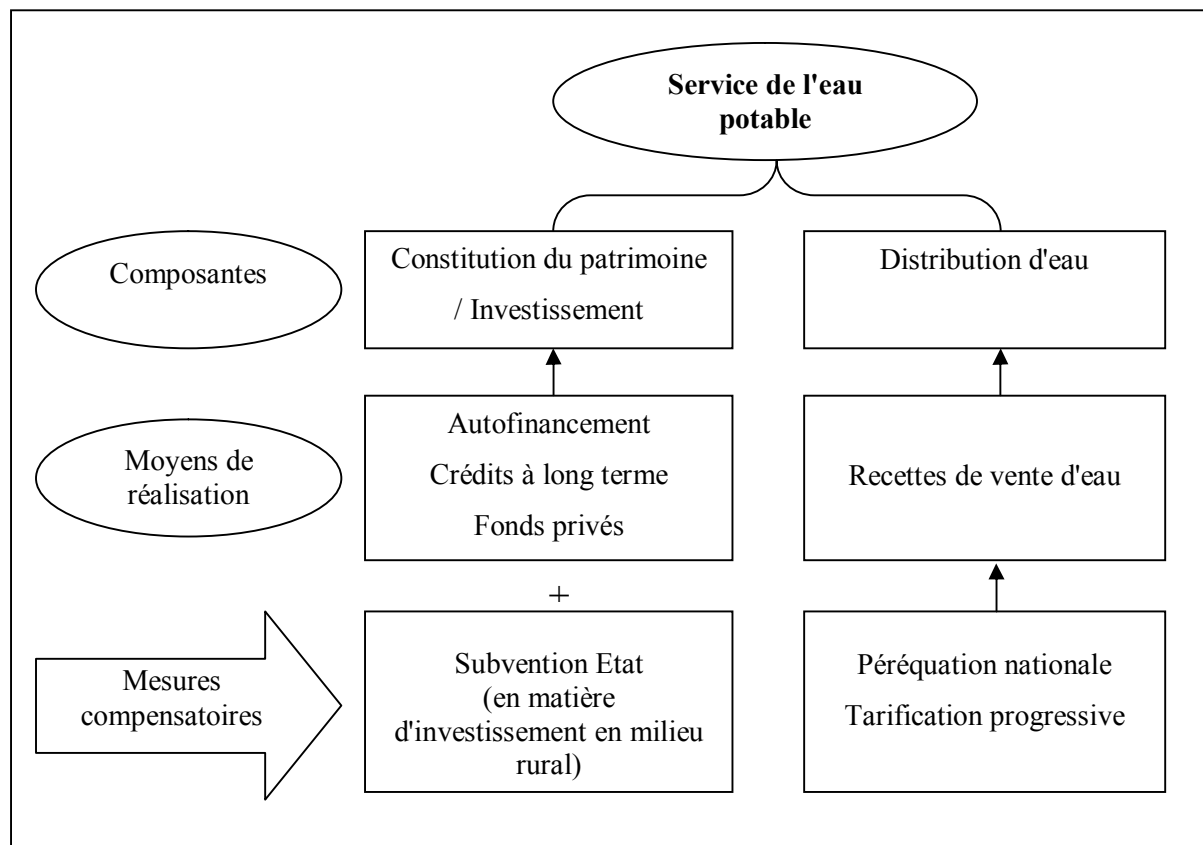 Service de l'eau
potable
Composantes
Constitution du patrimoine
/ Investissement
Distribution d'eau
Moyens de
réalisation
Autofinancement
Crédits à long terme
Fonds privés
Recettes de vente d'eau
+
Mesures
compensatoires
Subvention Etat
(en matière
d'investissement en milieu
rural)
Péréquation nationale
Tarification progressive